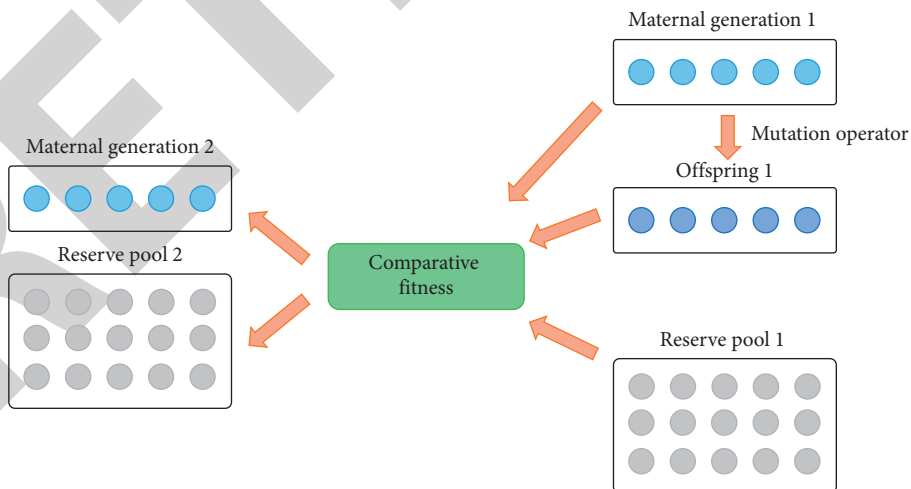 Maternal generation 1
Mutation operator
Maternal generation 2
Offspring 1
Reserve pool 2
Comparative
fitness
Reserve pool 1